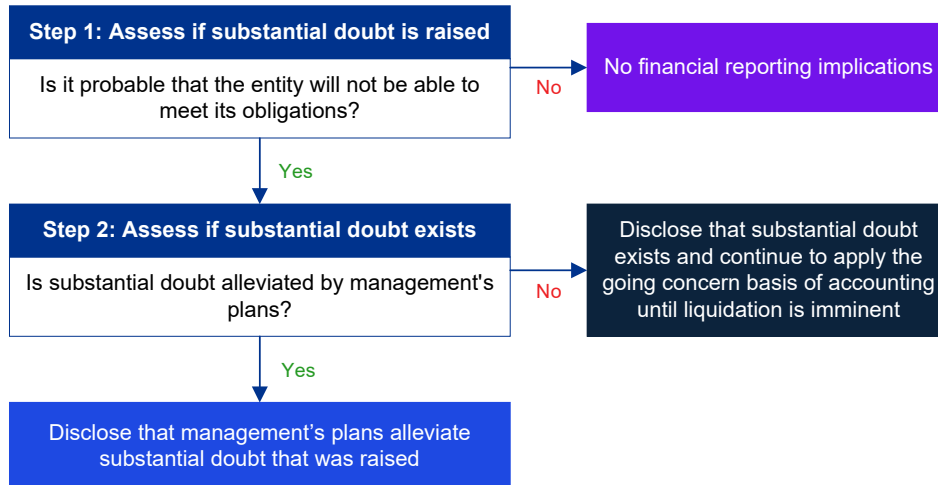 Step 1: Assess if substantial doubt is raised
Is it probable that the entity will not be able to
meet its obligations?
No
No financial reporting implications
Yes
Step 2: Assess if substantial doubt exists
Is substantial doubt alleviated by management's
plans?
No
Disclose that substantial doubt
exists and continue to apply the
going concern basis of accounting
until liquidation is imminent
Yes
Disclose that management’s plans alleviate
substantial doubt that was raised